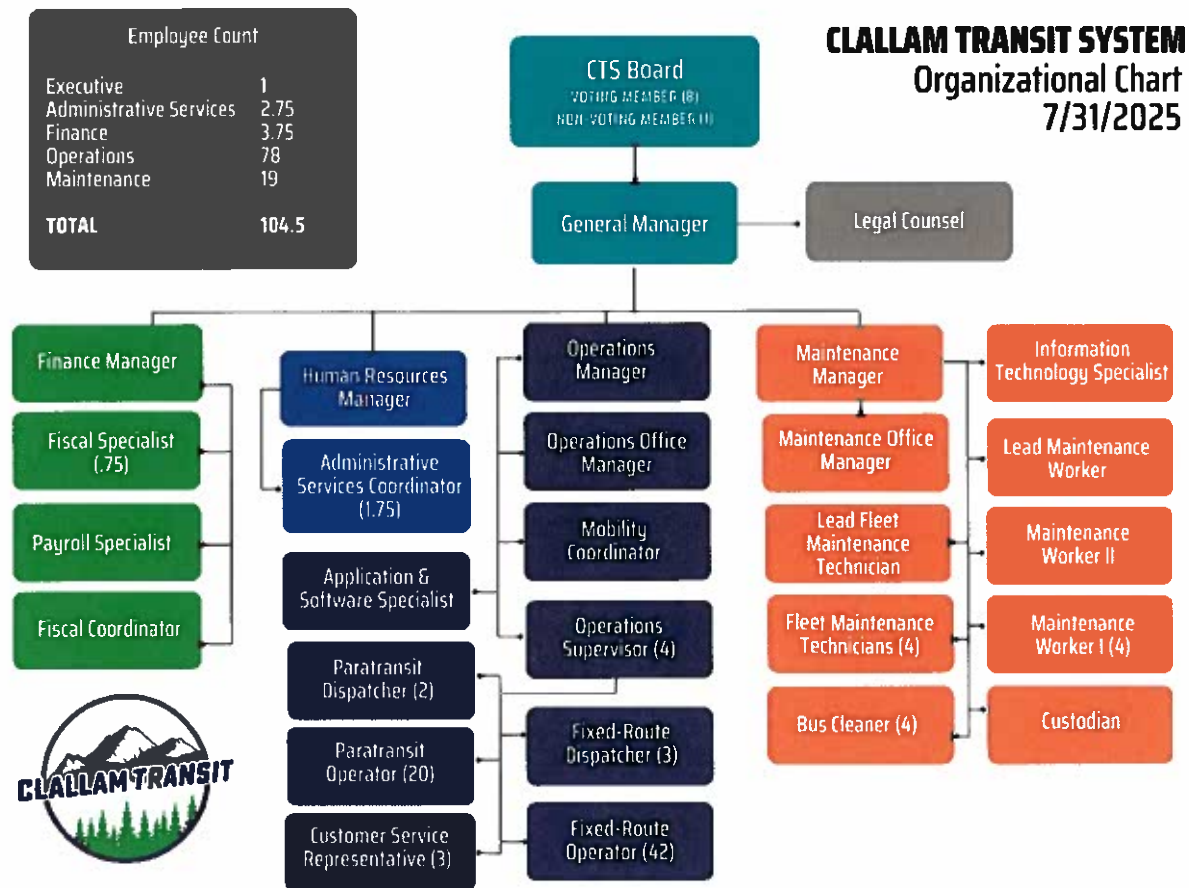 Employee Count
Executive 1
Administrative Services 2.75
Finance 3.75
Operations 78
Maintenance 19
TOTAL 104.5
CLALLAM TRANSIT SYSTEM
Organizational Chart
7/31/2025
CTS Board
VOTING MEMBER (8)
NON-VOTING MEMBER (1)
General Manager
Legal Counsel
Finance Manager
Fiscal Specialist
(.75)
Payroll Specialist
Fiscal Coordinator
Human Resources
Manager
Administrative
Services Coordinator
(1.75)
Application &
Software Specialist
Paratransit
Dispatcher (2)
Paratransit
Operator (20)
Customer Service
Representative (3)
Operations
Manager
Operations Office
Manager
Mobility
Coordinator
Operations
Supervisor (4)
Fixed-Route
Dispatcher (3)
Fixed-Route
Operator (42)
Maintenance
Manager
Maintenance Office
Manager
Lead Fleet
Maintenance
Technician
Fleet Maintenance
Technicians (4)
Bus Cleaner (4)
Information
Technology Specialist
Lead Maintenance
Worker
Maintenance
Worker II
Maintenance
Worker I (4)
Custodian
CLALLAM TRANSIT